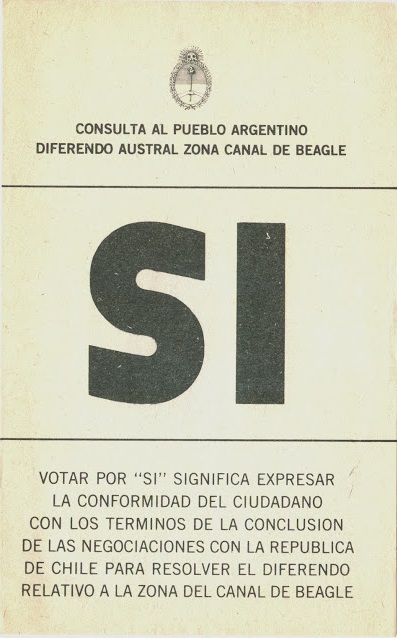 CONSULTA AL PUEBLO ARGENTINO
DIFERENDO AUSTRAL ZONA CANAL DE BEAGLE
SI
VOTAR POR “SI” SIGNIFICA EXPRESAR
LA CONFORMIDAD DEL CIUDADANO
CON LOS TERMINOS DE LA CONCLUSION
DE LAS NEGOCIACIONES CON LA REPUBLICA
DE CHILE PARA RESOLVER EL DIFERENDO
RELATIVO A LA ZONA DEL CANAL DE BEAGLE